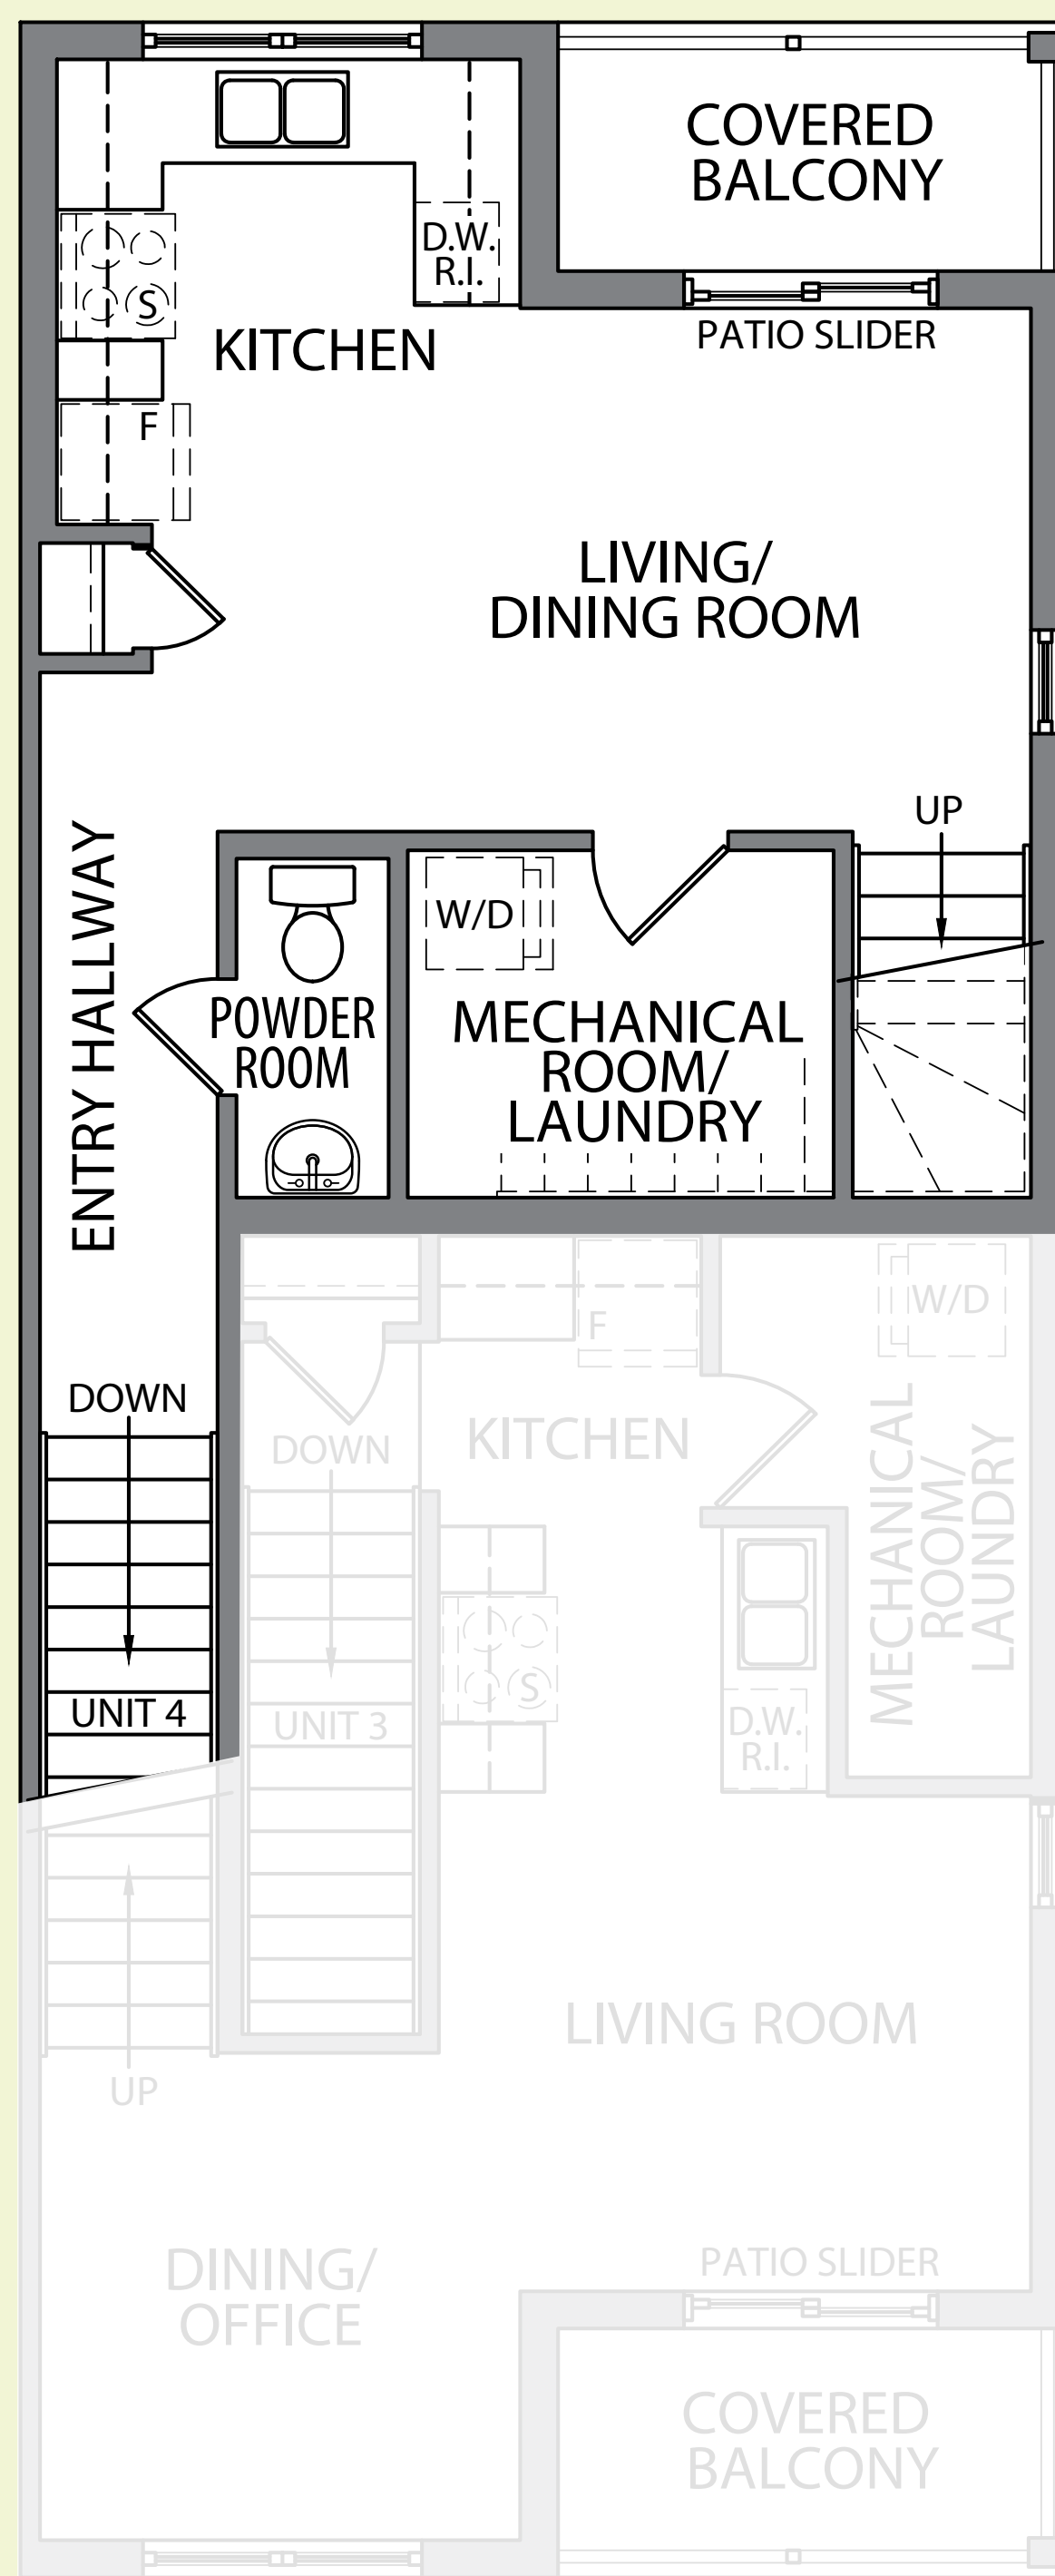 COVERED
BALCONY
D.W.
R.I.
S
PATIO SLIDER
KITCHEN
F
LIVING/
DINING ROOM
UP
ENTRY HALLWAY
W/D
POWDER
ROOM
MECHANICAL
ROOM/
LAUNDRY
W/D
F
DOWN
KITCHEN
DOWN
MECHANICAL
ROOM/
LAUNDRY
S
UNIT 4
UNIT 3
D.W.
R.I.
LIVING ROOM
UP
DINING/
OFFICE
PATIO SLIDER
COVERED
BALCONY